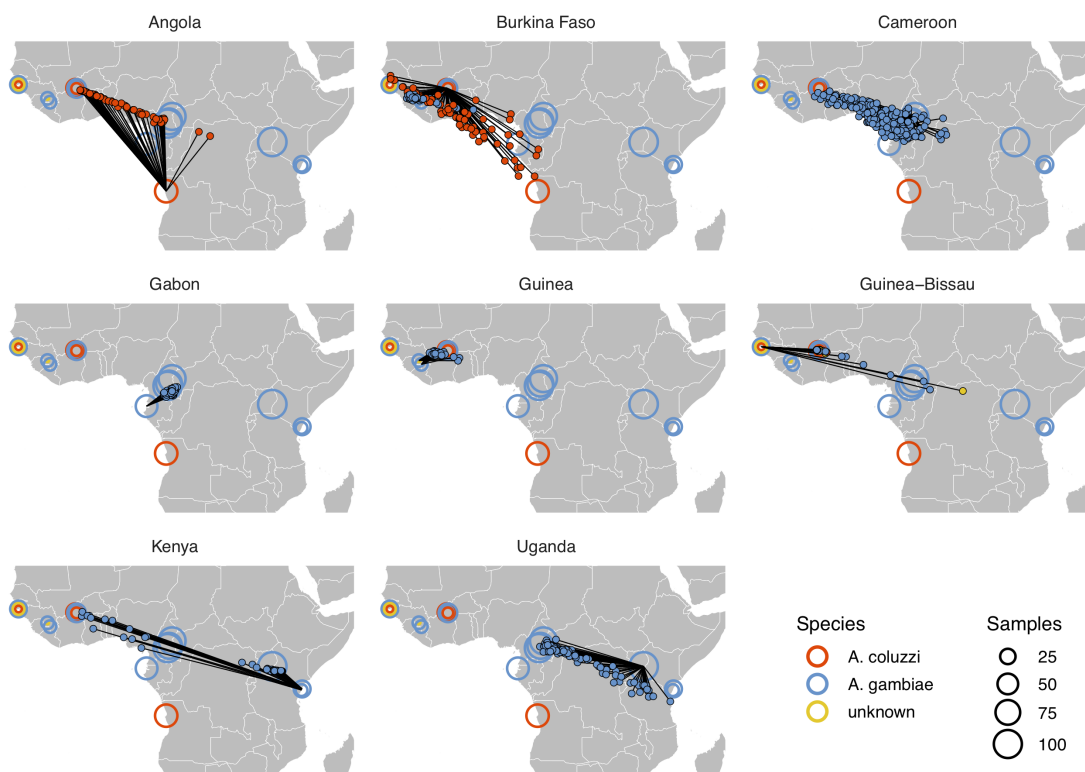 Angola
Burkina Faso
Cameroon
Gabon
Guinea
Guinea−Bissau
Kenya
Uganda
Species
A. coluzzi
A. gambiae
unknown
Samples
25
50
75
100